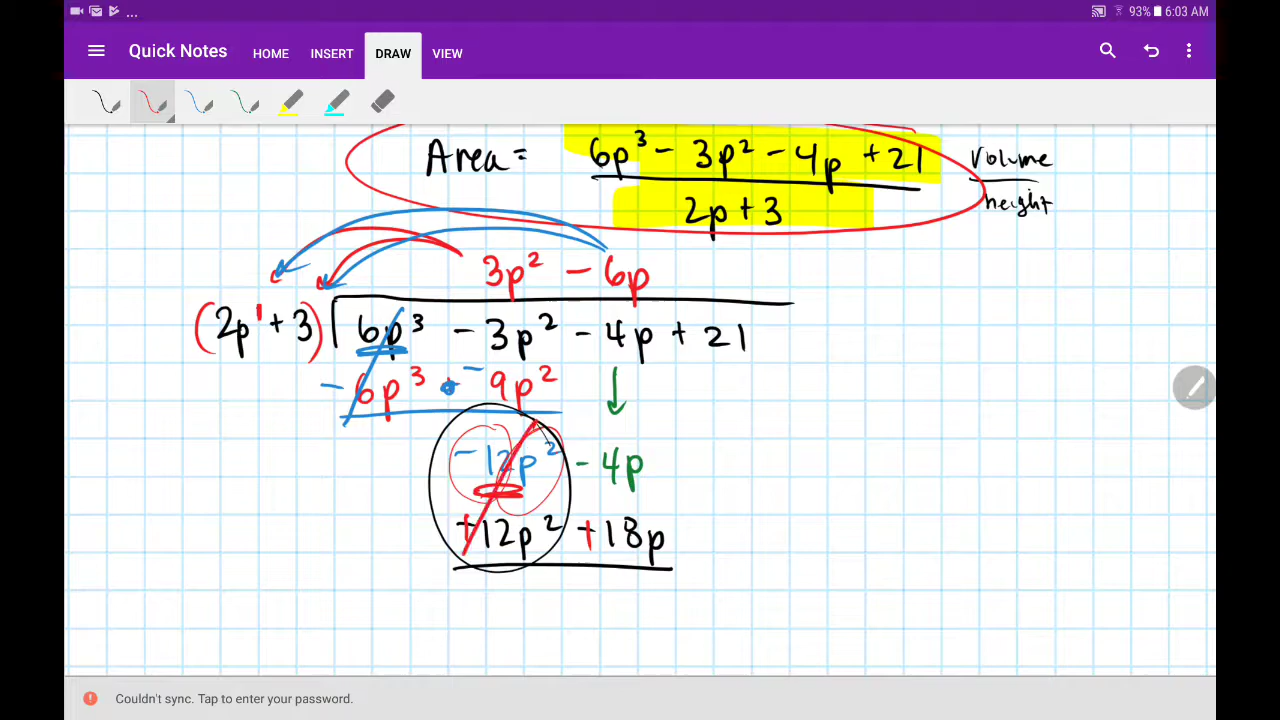 ... 93% 6:03 AM
Quick Notes HOME INSERT DRAW VIEW
Area = 6p³ - 3p² - 4p + 21 Volume
2p + 3 height
3p² - 6p
(2p¹ + 3) 6p³ - 3p² - 4p + 21
- 6p³ + - 9p²
- 12p² - 4p
+ 12p² + 18p
Couldn't sync. Tap to enter your password.